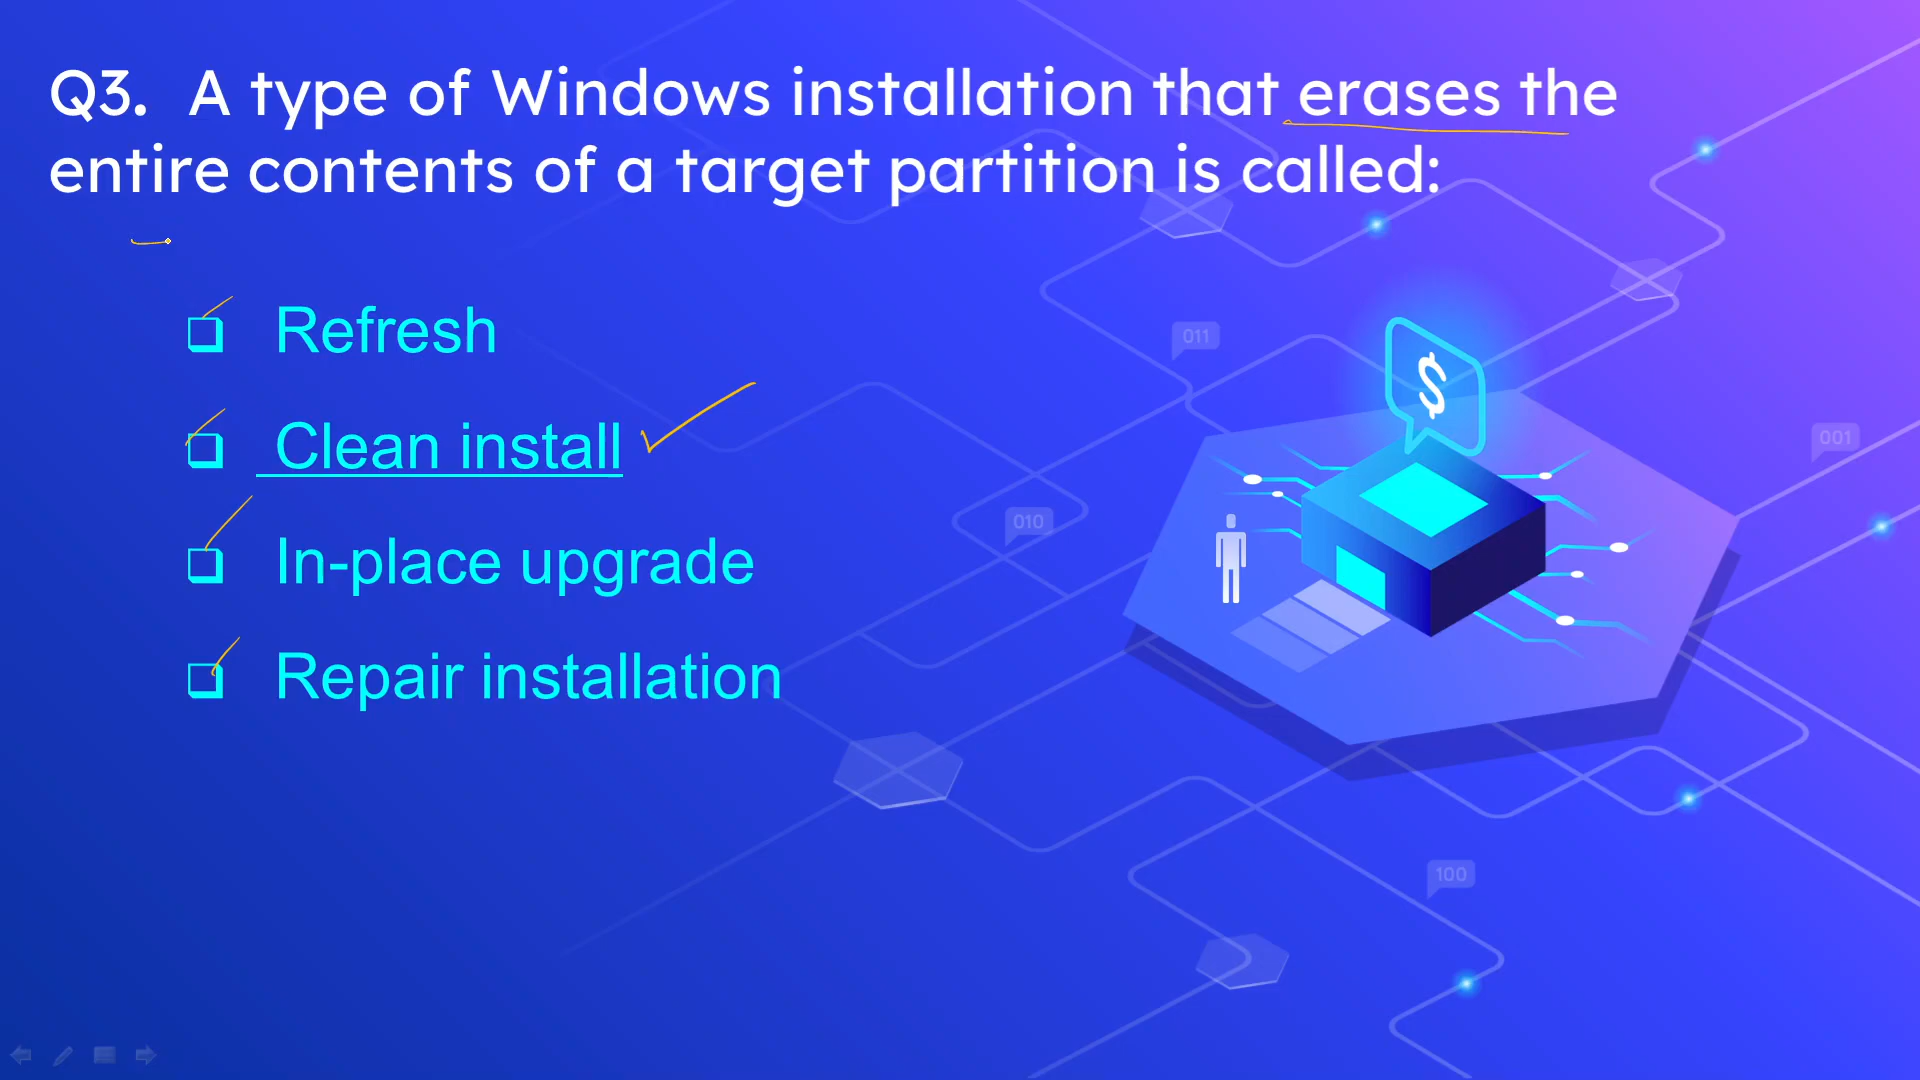 Q3. A type of Windows installation that erases the
entire contents of a target partition is called:
Refresh
Clean install
In-place upgrade
Repair installation
$
011
010
001
100